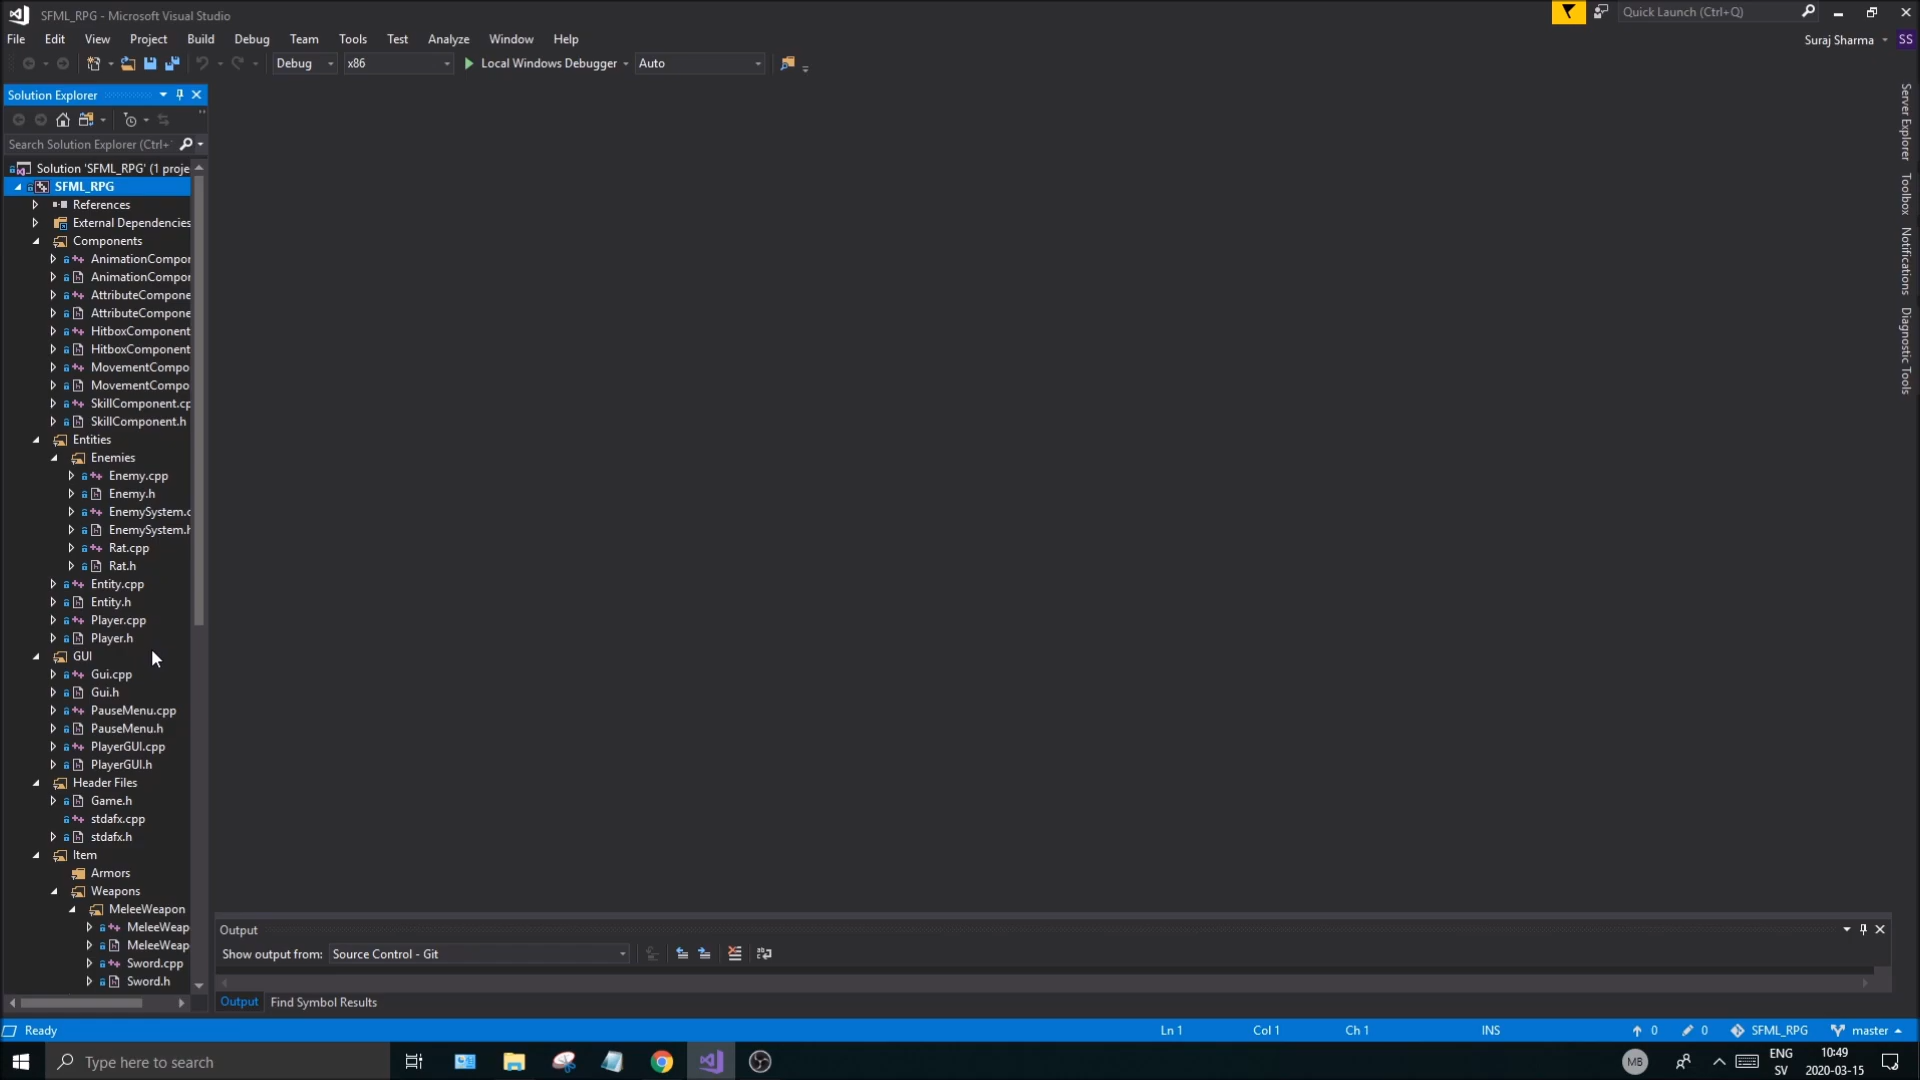 SFML_RPG - Microsoft Visual Studio
Quick Launch (Ctrl+Q)
File Edit View Project Build Debug Team Tools Test Analyze Window Help
Suraj Sharma SS
Debug x86 Local Windows Debugger Auto
Solution Explorer
Search Solution Explorer (Ctrl+
Solution 'SFML_RPG' (1 proje
SFML_RPG
References
External Dependencies
Components
AnimationCompor
AnimationCompor
AttributeCompone
AttributeCompone
HitboxComponent
HitboxComponent
MovementCompo
MovementCompo
SkillComponent.cp
SkillComponent.h
Entities
Enemies
Enemy.cpp
Enemy.h
EnemySystem.c
EnemySystem.h
Rat.cpp
Rat.h
Entity.cpp
Entity.h
Player.cpp
Player.h
GUI
Gui.cpp
Gui.h
PauseMenu.cpp
PauseMenu.h
PlayerGUI.cpp
PlayerGUI.h
Header Files
Game.h
stdafx.cpp
stdafx.h
Item
Armors
Weapons
MeleeWeapon
MeleeWeap
MeleeWeap
Sword.cpp
Sword.h
Server Explorer
Toolbox
Notifications
Diagnostic Tools
Output
Show output from: Source Control - Git
Output Find Symbol Results
Ready Ln 1 Col 1 Ch 1 INS 0 0 SFML_RPG master
Type here to search
MB
ENG
SV
10:49
2020-03-15